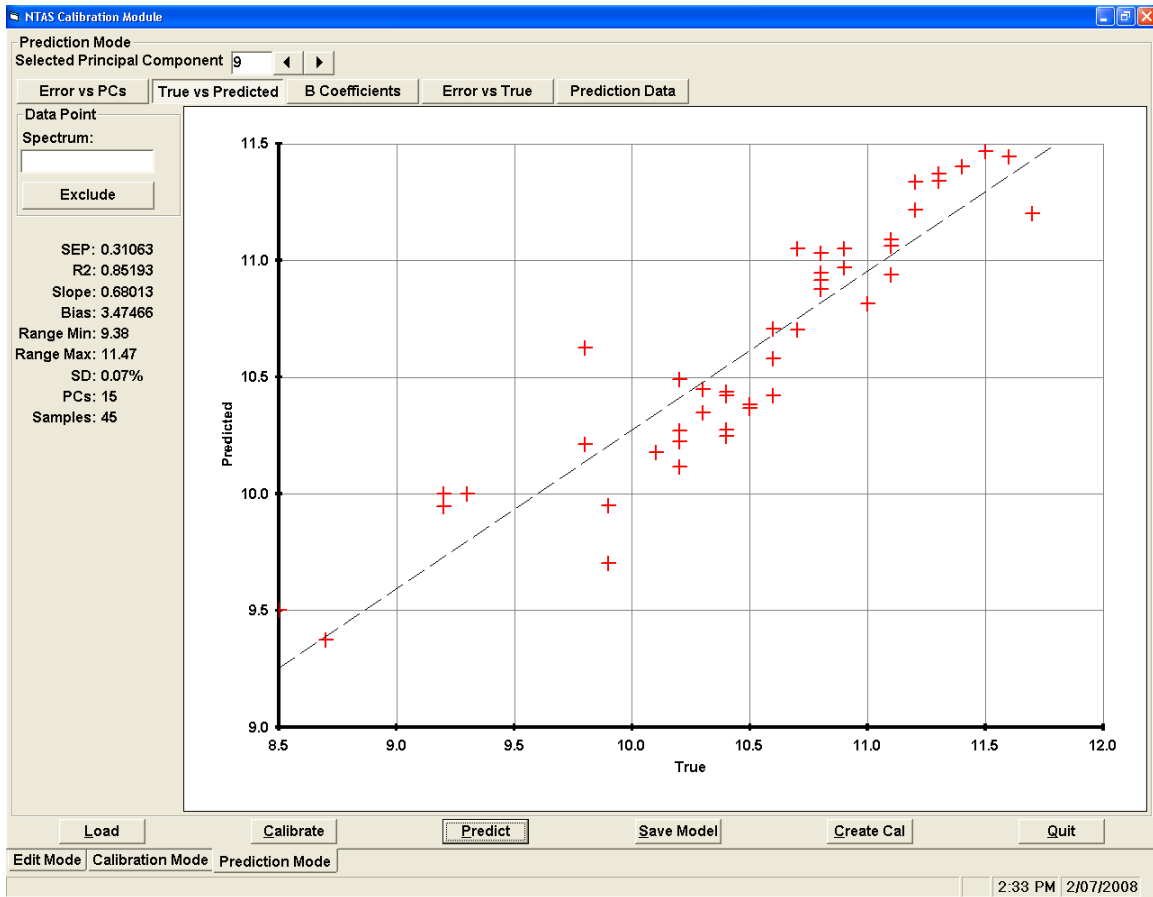 NTAS Calibration Module
Prediction Mode
Selected Principal Component 9
Error vs PCs True vs Predicted B Coefficients Error vs True Prediction Data
Data Point
Spectrum:
Exclude
SEP: 0.31063
R2: 0.85193
Slope: 0.68013
Bias: 3.47466
Range Min: 9.38
Range Max: 11.47
SD: 0.07%
PCs: 15
Samples: 45
11.5
11.0
10.5
10.0
9.5
9.0
Predicted
8.5 9.0 9.5 10.0 10.5 11.0 11.5 12.0
True
Load Calibrate Predict Save Model Create Cal Quit
Edit Mode Calibration Mode Prediction Mode
2:33 PM 2/07/2008